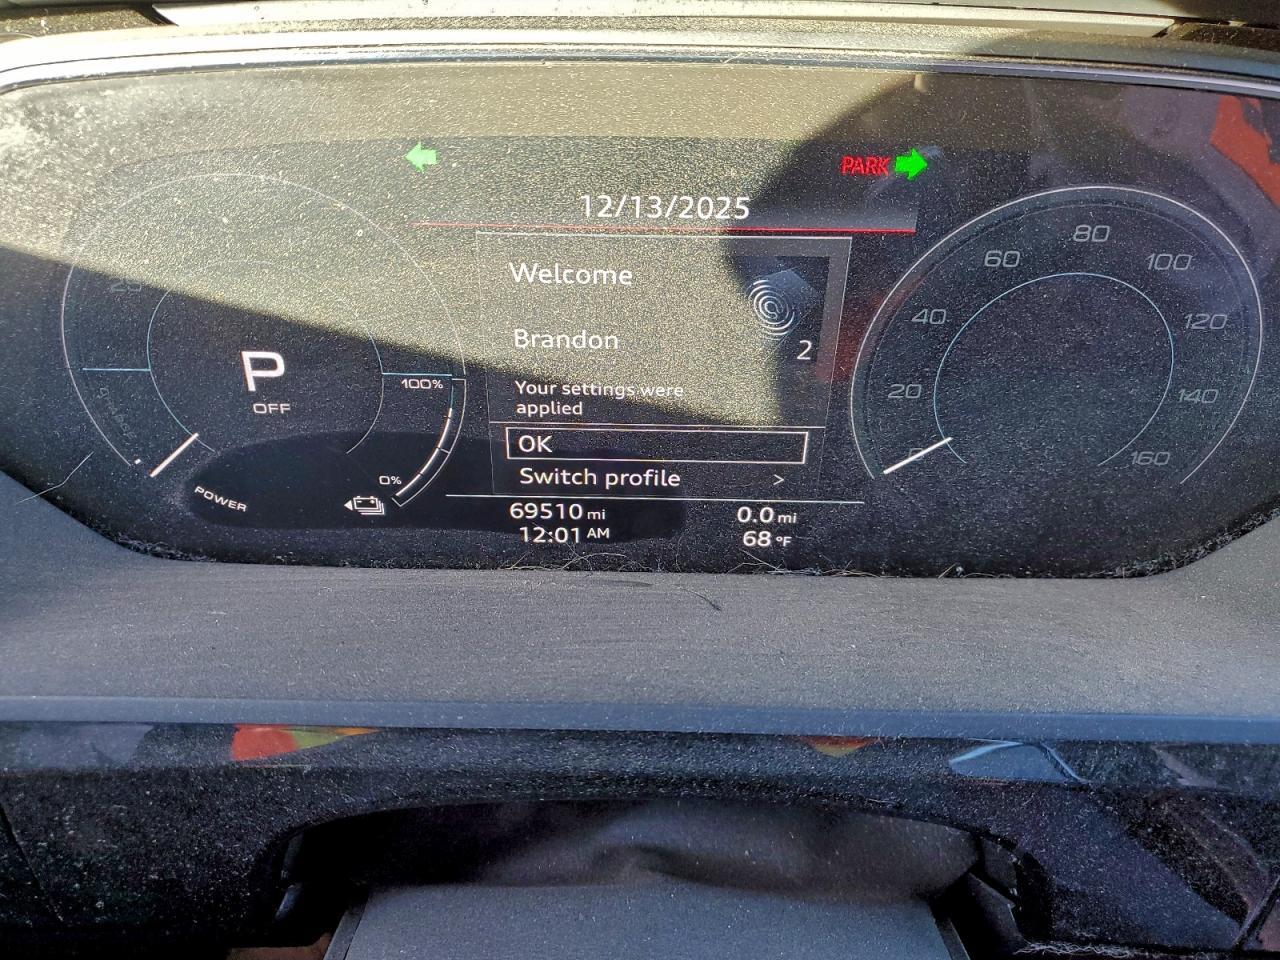 PARK
12/13/2025
Welcome
Brandon
2
Your settings were
applied
OK
Switch profile >
69510 mi
0.0 mi
12:01 AM
68 °F
P
OFF
100%
0%
POWER
20
40
60
80
100
120
140
160